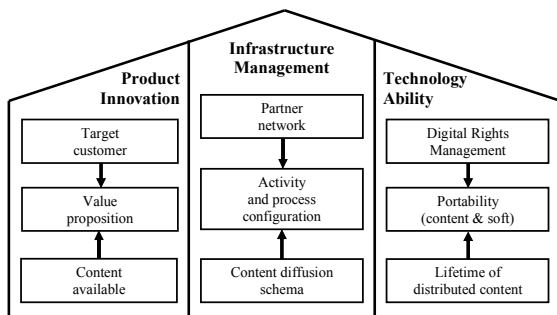 Product
Innovation
Target
customer
Value
proposition
Content
available
Infrastructure
Management
Partner
network
Activity
and process
configuration
Content diffusion
schema
Technology
Ability
Digital Rights
Management
Portability
(content & soft)
Lifetime of
distributed content